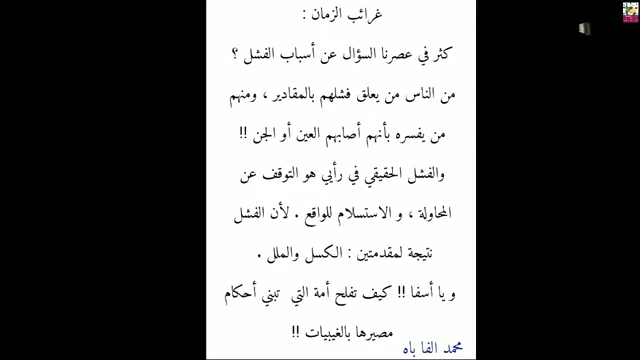 غرائب الزمان :
كثر في عصرنا السؤال عن أسباب الفشل ؟
من الناس من يعلق فشلهم بالمقادير ، ومنهم
من يفسره بأنهم أصابهم العين أو الجن !!
والفشل الحقيقي في رأيي هو التوقف عن
المحاولة ، و الاستسلام للواقع . لأن الفشل
نتيجة لمقدمتين : الكسل والملل .
و يا أسفا !! كيف تفلح أمة التي تبني أحكام
مصيرها بالغيبيات !!
محمد الفا باه